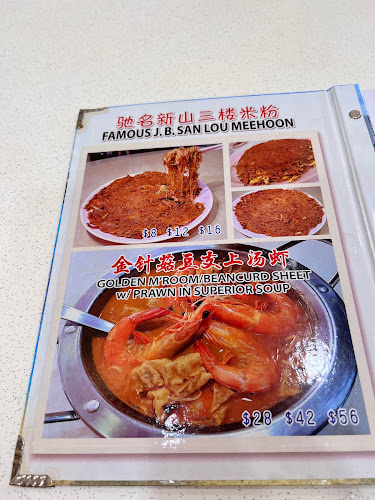 驰名新山三楼米粉
FAMOUS J.B. SAN LOU MEEHOON
$8 $12 $16
金针菇豆支上汤虾
GOLDEN M'ROOM/BEANCURD SHEET
w/ PRAWN IN SUPERIOR SOUP
$28 $42 $56